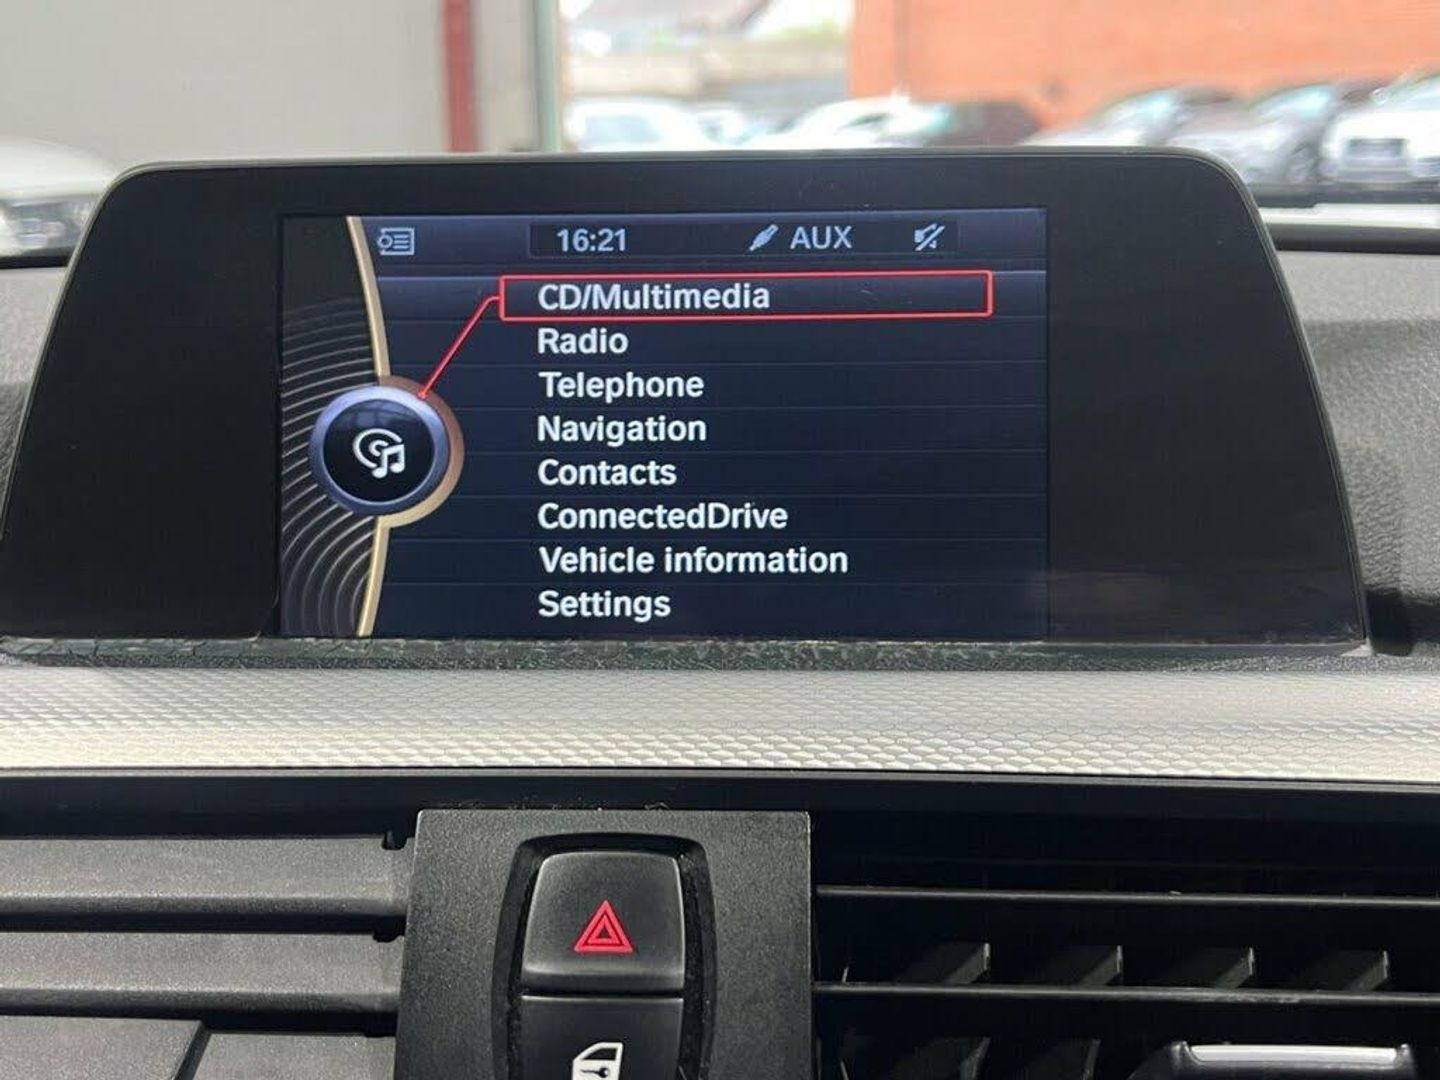 16:21 AUX
CD/Multimedia
Radio
Telephone
Navigation
Contacts
ConnectedDrive
Vehicle information
Settings